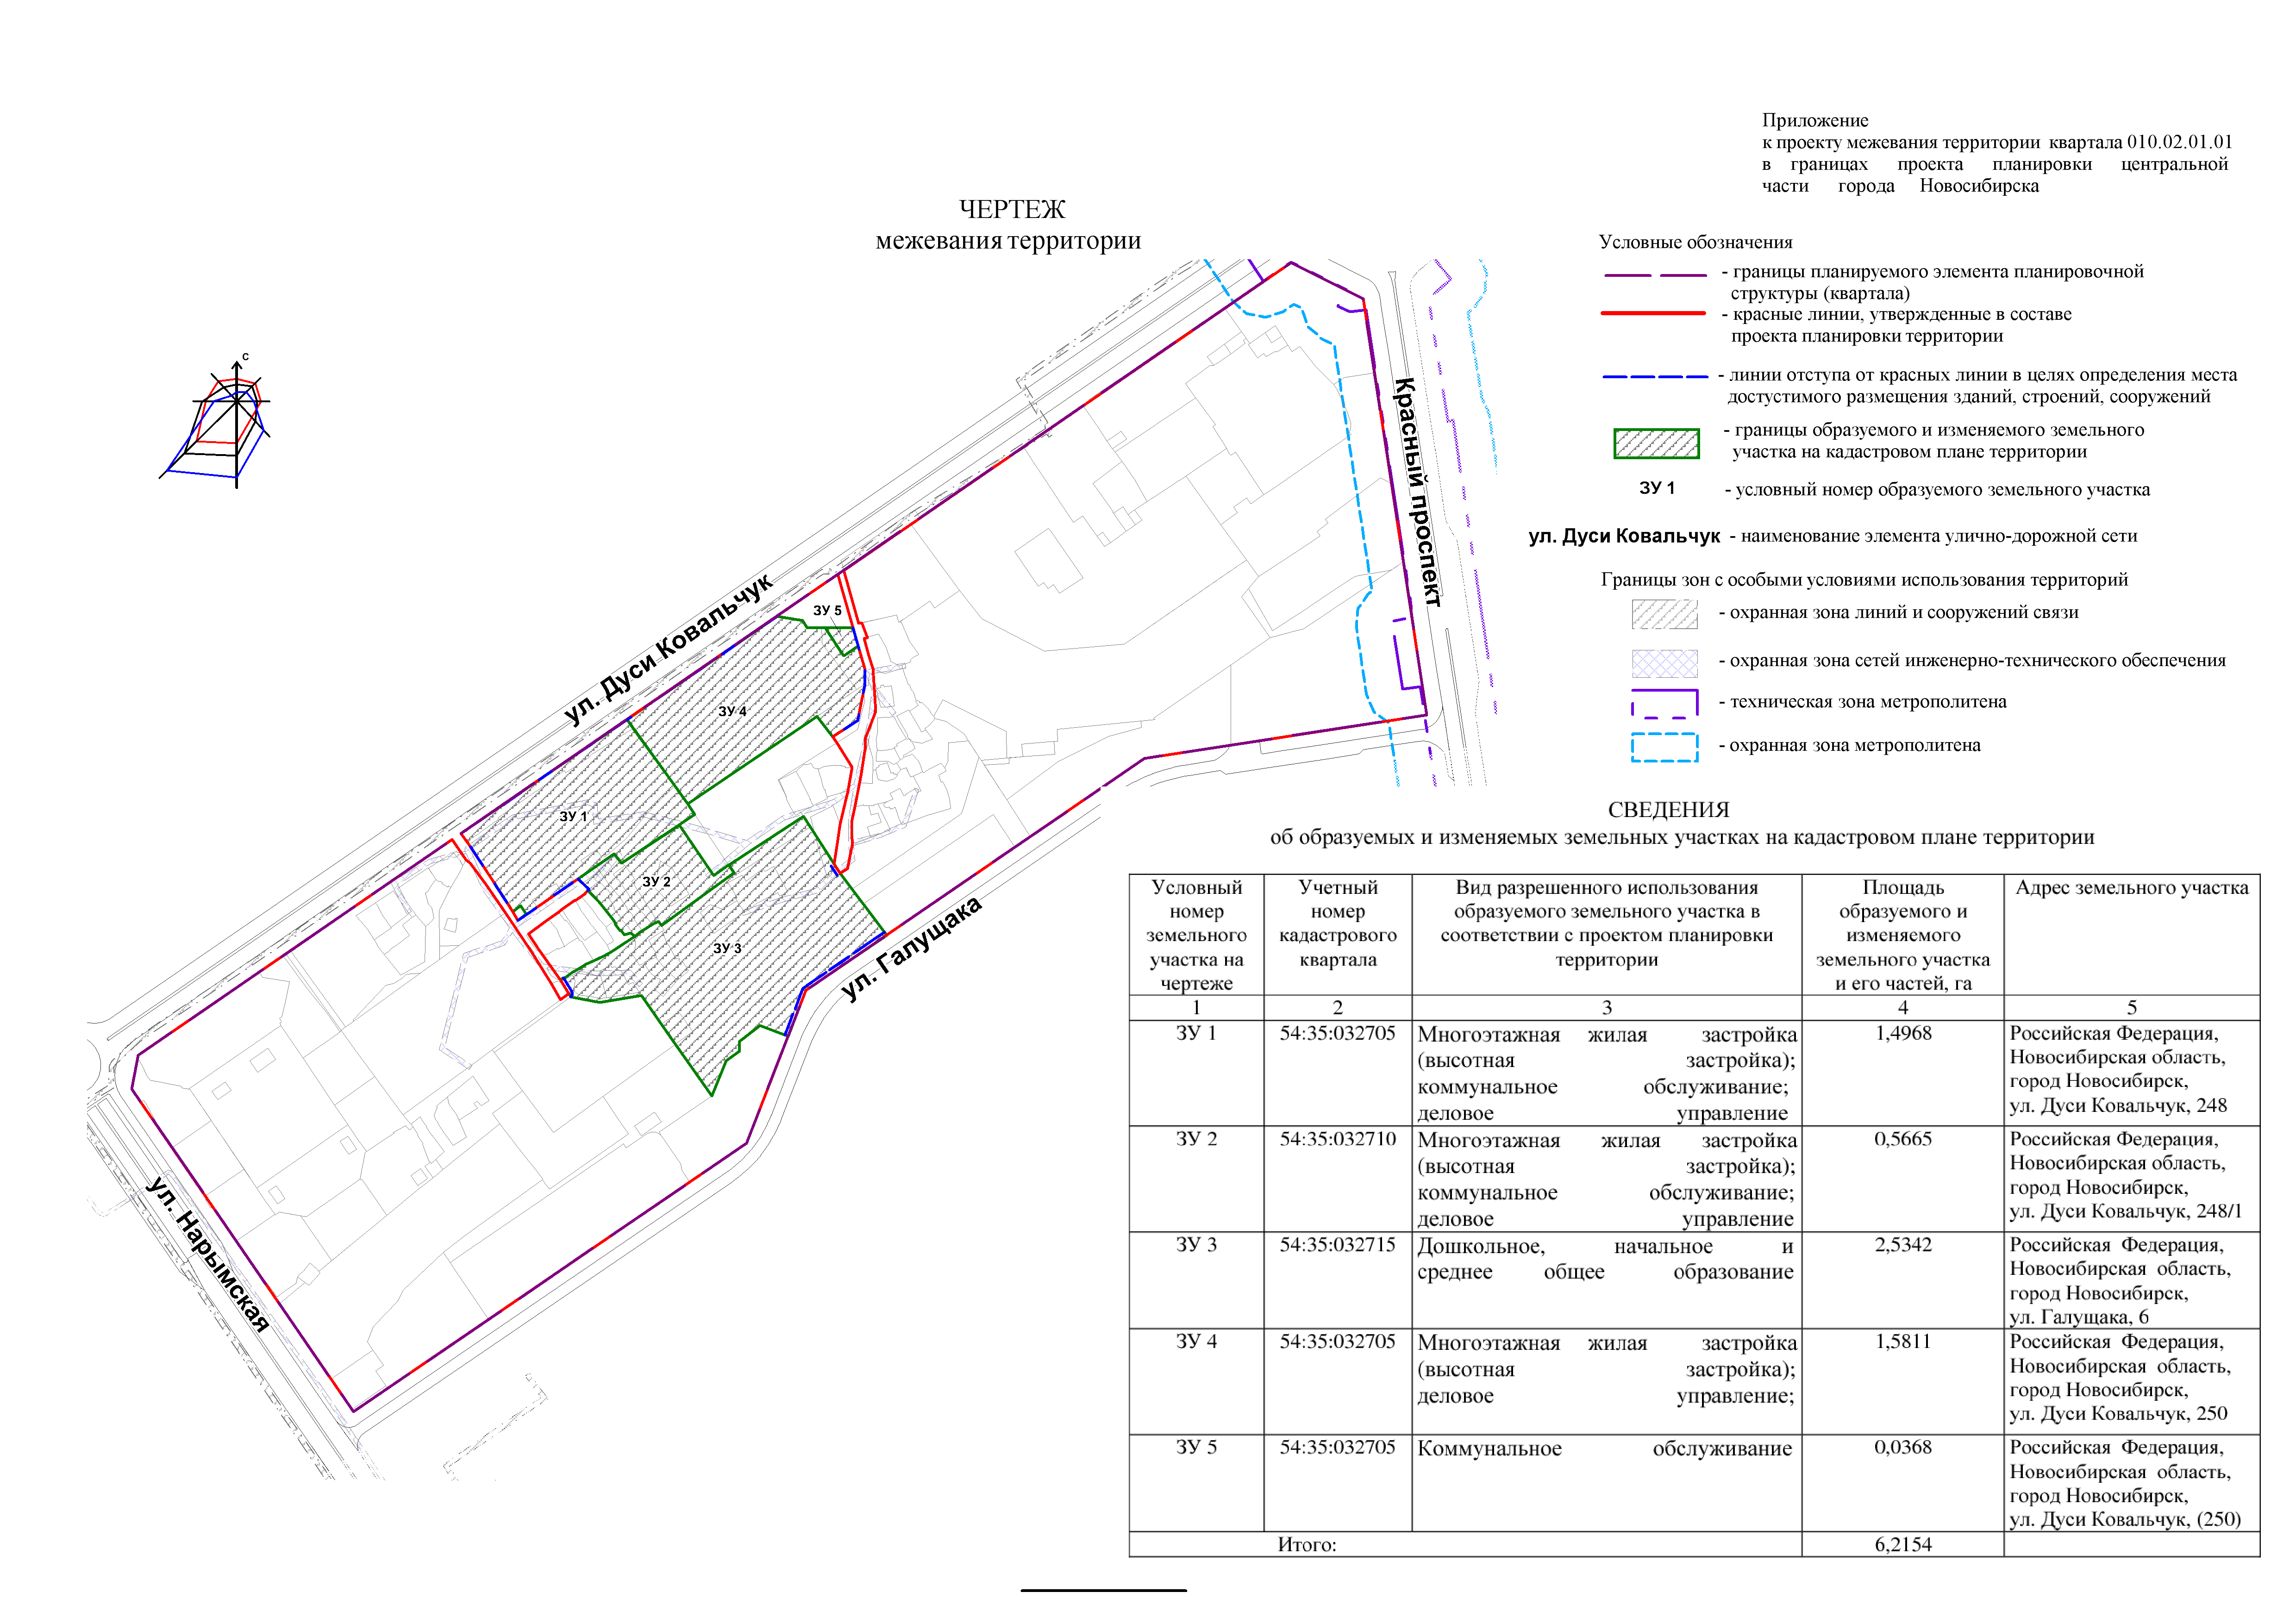 Приложение
к проекту межевания территории квартала 010.02.01.01
в границах проекта планировки центральной
части города Новосибирска
ЧЕРТЕЖ
межевания территории
Условные обозначения
- границы планируемого элемента планировочной
структуры (квартала)
- красные линии, утвержденные в составе
проекта планировки территории
- линии отступа от красных линии в целях определения места
достустимого размещения зданий, строений, сооружений
- границы образуемого и изменяемого земельного
участка на кадастровом плане территории
ЗУ 1 - условный номер образуемого земельного участка
ул. Дуси Ковальчук - наименование элемента улично-дорожной сети
Границы зон с особыми условиями использования территорий
- охранная зона линий и сооружений связи
- охранная зона сетей инженерно-технического обеспечения
- техническая зона метрополитена
- охранная зона метрополитена
с
Красный проспект
ул. Дуси Ковальчук
ЗУ 5
ЗУ 4
ЗУ 1
ЗУ 2
ЗУ 3
ул. Галущака
ул. Нарымская
СВЕДЕНИЯ
об образуемых и изменяемых земельных участках на кадастровом плане территории
Условный
номер
земельного
участка на
чертеже
Учетный
номер
кадастрового
квартала
Вид разрешенного использования
образуемого земельного участка в
соответствии с проектом планировки
территории
Площадь
образуемого и
изменяемого
земельного участка
и его частей, га
Адрес земельного участка
1 2 3 4 5
ЗУ 1
54:35:032705
Многоэтажная жилая застройка
(высотная застройка);
коммунальное обслуживание;
деловое управление
1,4968
Российская Федерация,
Новосибирская область,
город Новосибирск,
ул. Дуси Ковальчук, 248
ЗУ 2
54:35:032710
Многоэтажная жилая застройка
(высотная застройка);
коммунальное обслуживание;
деловое управление
0,5665
Российская Федерация,
Новосибирская область,
город Новосибирск,
ул. Дуси Ковальчук, 248/1
ЗУ 3
54:35:032715
Дошкольное, начальное и
среднее общее образование
2,5342
Российская Федерация,
Новосибирская область,
город Новосибирск,
ул. Галущака, 6
ЗУ 4
54:35:032705
Многоэтажная жилая застройка
(высотная застройка);
деловое управление;
1,5811
Российская Федерация,
Новосибирская область,
город Новосибирск,
ул. Дуси Ковальчук, 250
ЗУ 5
54:35:032705
Коммунальное обслуживание
0,0368
Российская Федерация,
Новосибирская область,
город Новосибирск,
ул. Дуси Ковальчук, (250)
Итого: 6,2154